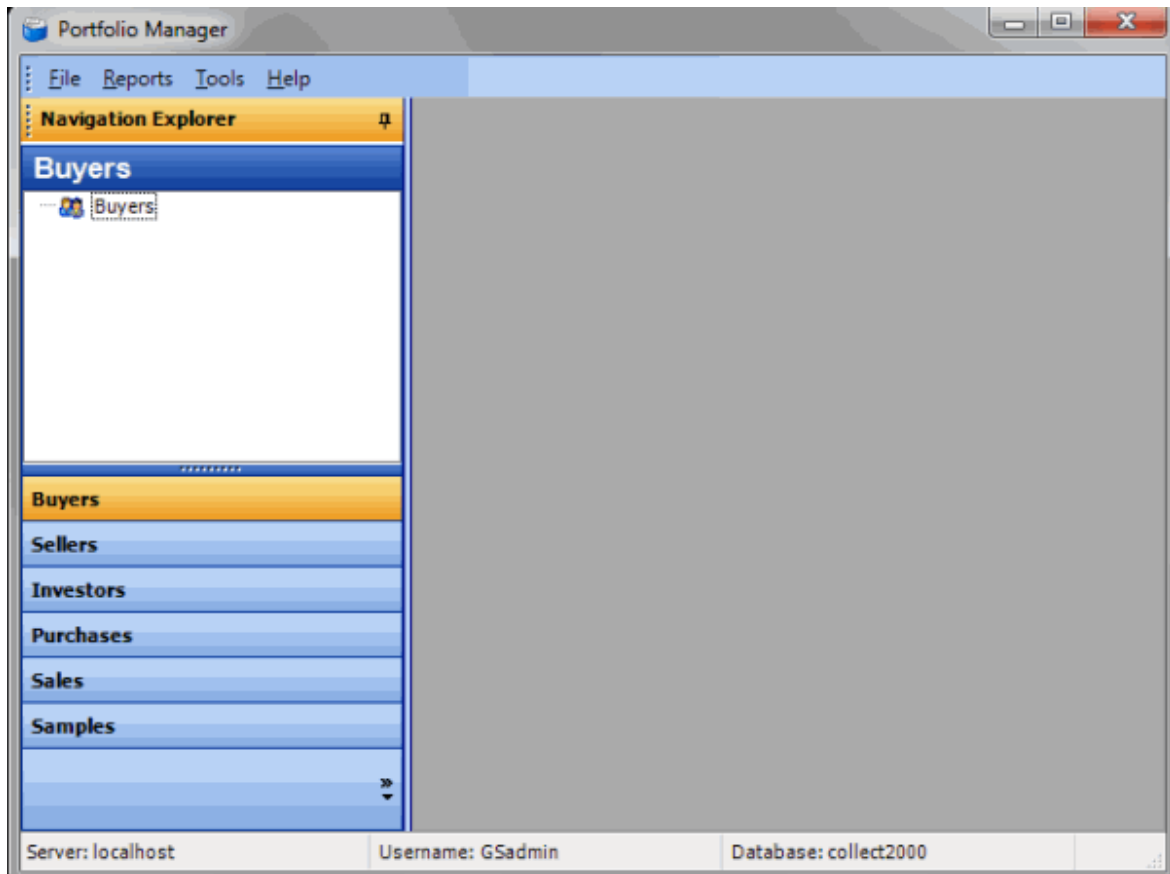 Portfolio Manager
File Reports Tools Help
Navigation Explorer
Buyers
Buyers
Buyers
Sellers
Investors
Purchases
Sales
Samples
Server: localhost Username: GSadmin Database: collect2000